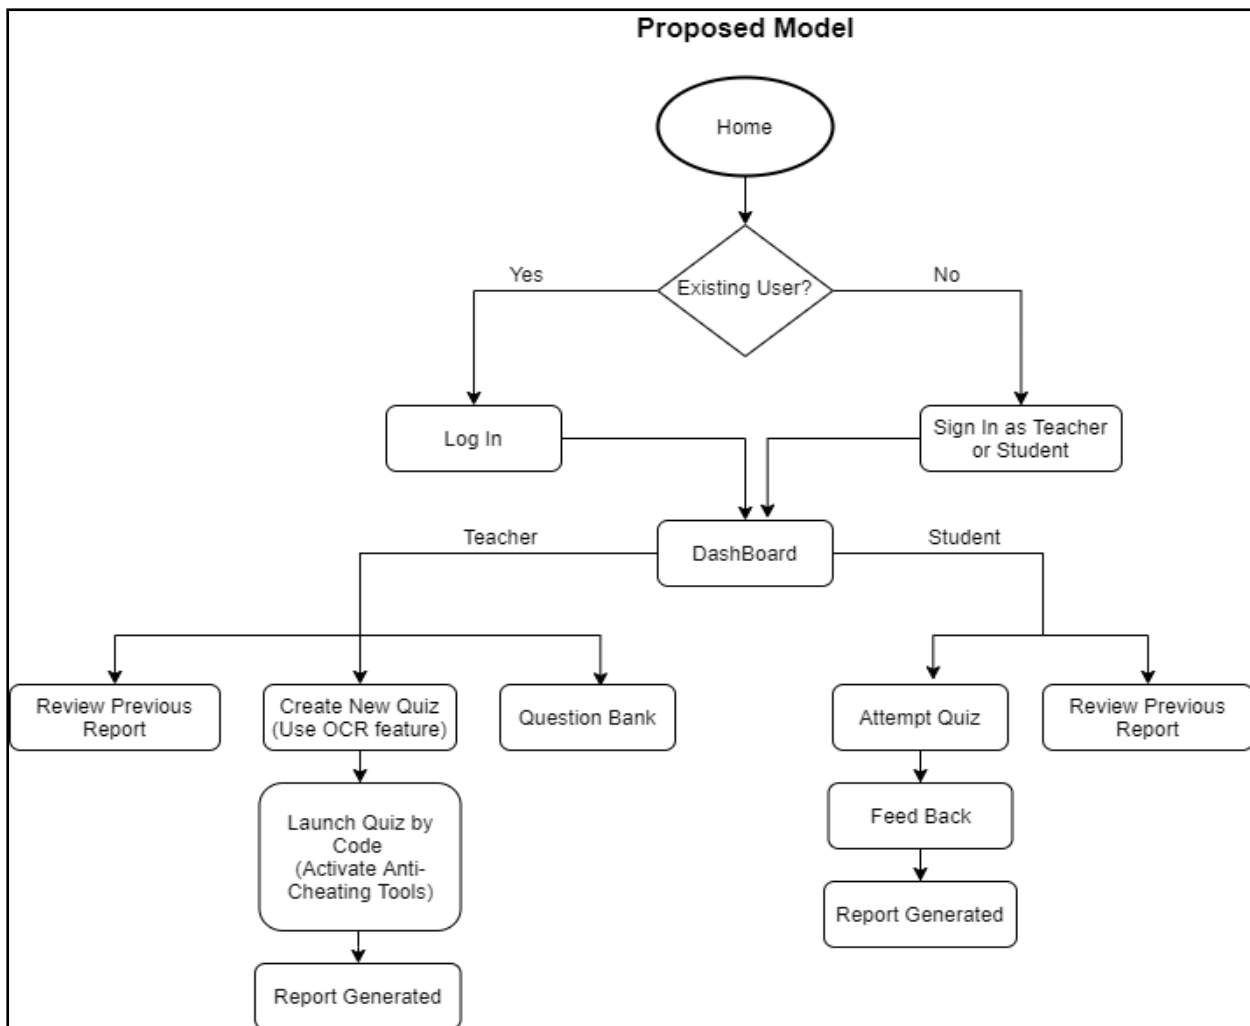 Proposed Model
Home
Yes
No
Existing User?
Log In
Sign In as Teacher
or Student
DashBoard
Teacher
Student
Review Previous
Report
Create New Quiz
(Use OCR feature)
Question Bank
Attempt Quiz
Review Previous
Report
Launch Quiz by
Code
(Activate Anti-
Cheating Tools)
Feed Back
Report Generated
Report Generated